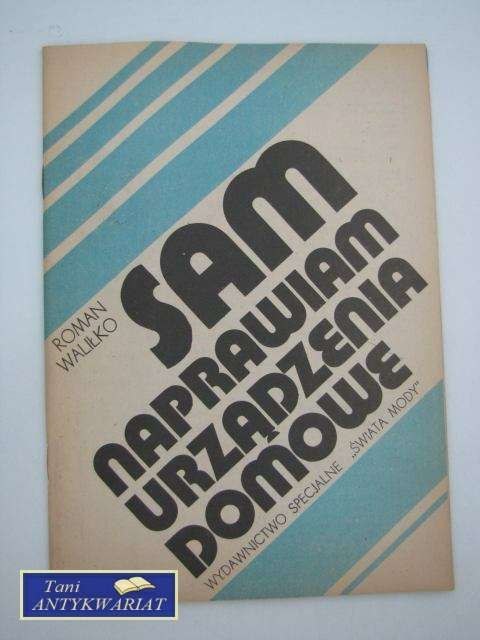 ROMAN
WALIŁKO
SAM
NAPRAWIAM
URZĄDZENIA
DOMOWE
WYDAWNICTWO SPECJALNE „ŚWIATA MODY"
Tani
ANTYKWARIAT